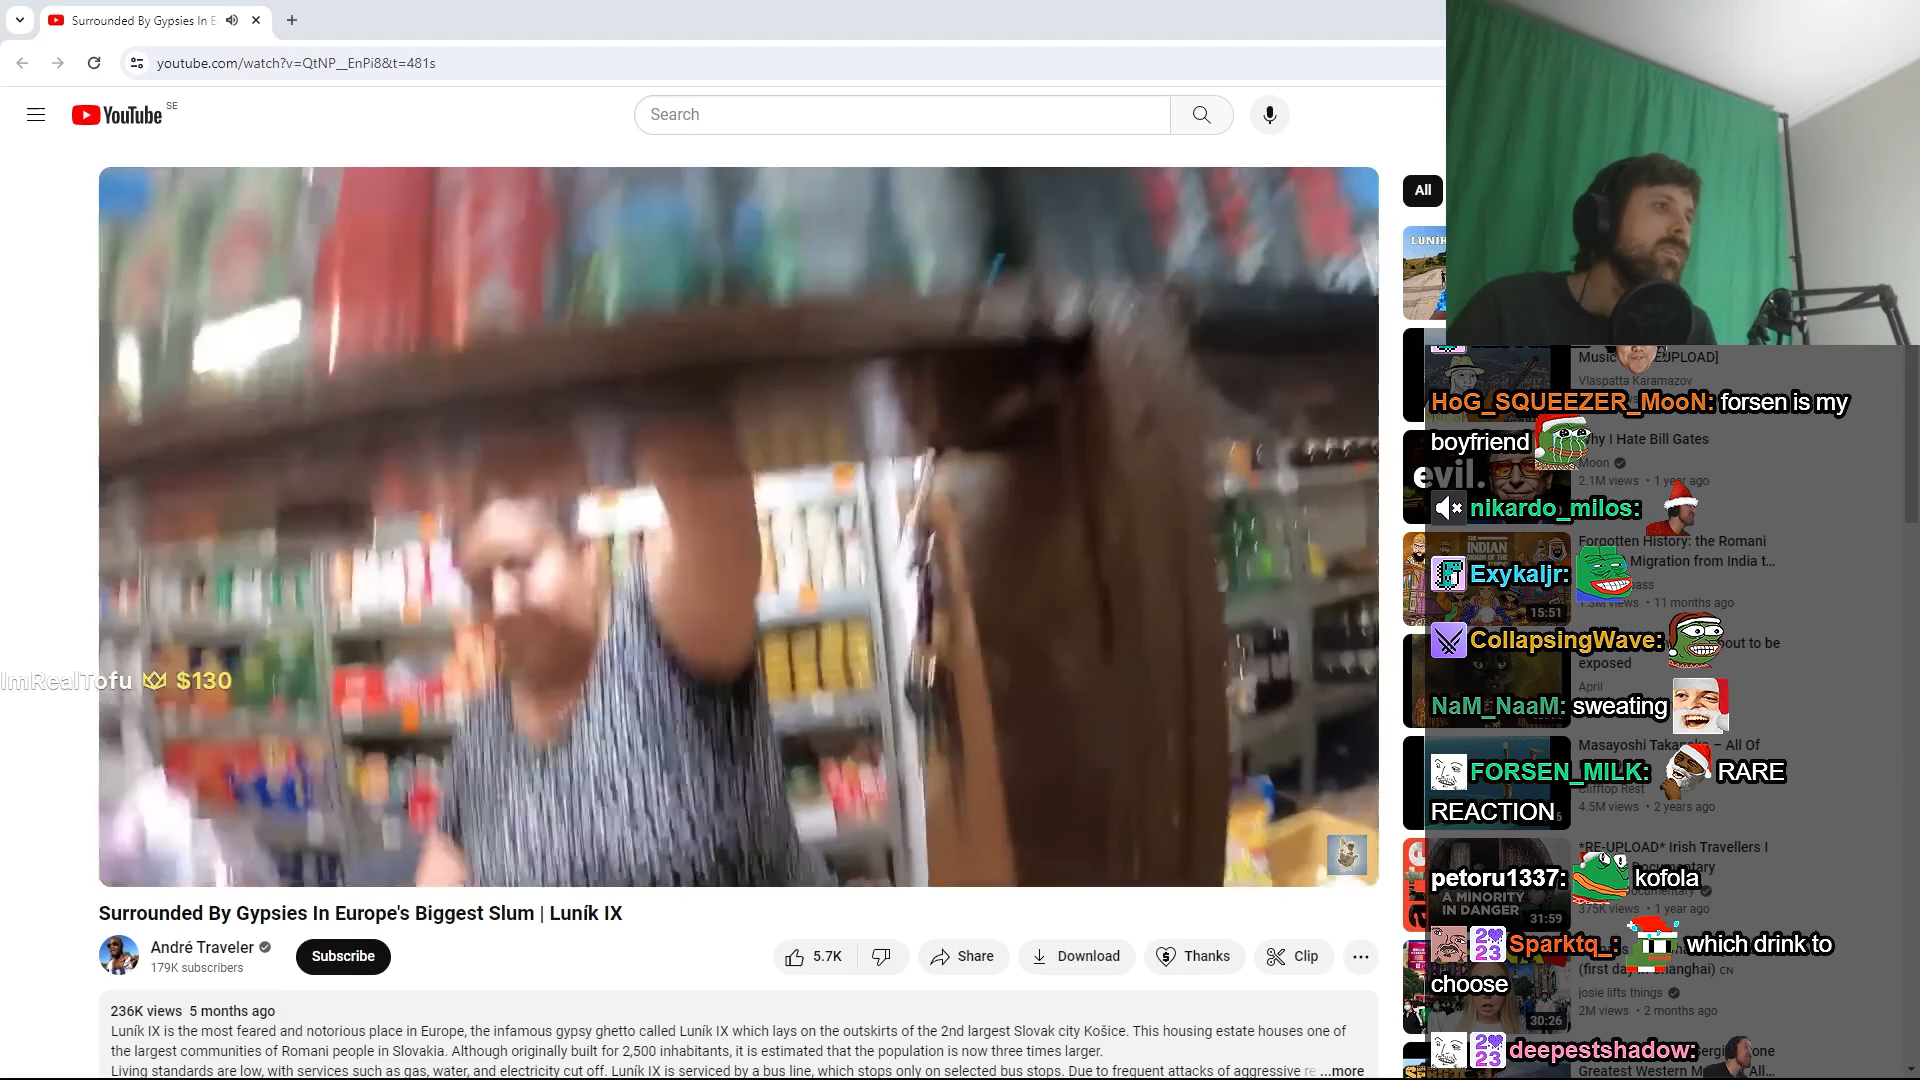 Surrounded By Gypsies In E
youtube.com/watch?v=QtNP__EnPi8&t=481s
YouTube SE
Search
All
LUNIK
ImRealTofu $130
Music
UPLOAD]
Vlaspatta Karamazov
HoG_SQUEEZER_MooN: forsen is my
boyfriend
Why I Hate Bill Gates
Moon
evil.
2.1M views • 1 year ago
nikardo_milos:
Forgotten History: the Romani
Migration from India t...
THE
INDIAN
Exykaljr:
15:51
1.3M views • 11 months ago
CollapsingWave:
out to be
exposed
April
NaM_NaaM: sweating
Masayoshi Takanaka – All Of
FORSEN_MILK: RARE
REACTION
Clifftop Rest
4.5M views • 2 years ago
*RE-UPLOAD* Irish Travellers I
petoru1337: kofola
A MINORITY
IN DANGER
31:59
375K views • 1 year ago
arte
Sparktq_: which drink to
choose
(first day in Shanghai) CN
josie lifts things
2M views • 2 months ago
30:26
deepestshadow:
Greatest Western M
All...
Surrounded By Gypsies In Europe's Biggest Slum | Luník IX
André Traveler
179K subscribers
Subscribe
5.7K
Share
Download
Thanks
Clip
236K views 5 months ago
Luník IX is the most feared and notorious place in Europe, the infamous gypsy ghetto called Luník IX which lays on the outskirts of the 2nd largest Slovak city Košice. This housing estate houses one of
the largest communities of Romani people in Slovakia. Although originally built for 2,500 inhabitants, it is estimated that the population is now three times larger.
Living standards are low, with services such as gas, water, and electricity cut off. Luník IX is serviced by a bus line, which stops only on selected bus stops. Due to frequent attacks of aggressive re ...more